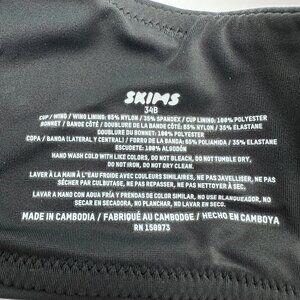 SKIMS
34B
CUP / WING / WING LINING: 65% NYLON / 35% SPANDEX / CUP LINING: 100% POLYESTER
BONNET / BANDE CÔTÉ / DOUBLURE DE LA BANDE CÔTÉ: 65% NYLON / 35% ÉLASTANE
DOUBLURE DU BONNET: 100% POLYESTER
COPA / BANDA (LATERAL Y CENTRAL) / FORRO DE LA BANDA: 65% POLIAMIDA / 35% ELASTANE
ESCUDETE: 100% ALGODÓN
HAND WASH COLD WITH LIKE COLORS, DO NOT BLEACH, DO NOT TUMBLE DRY,
DO NOT IRON, DO NOT DRY CLEAN.
LAVER À LA MAIN À L'EAU FROIDE AVEC COULEURS SIMILAIRES, NE PAS JAVELLISER, NE PAS
SÉCHER PAR CULBUTAGE, NE PAS REPASSER, NE PAS NETTOYER À SEC.
LAVAR A MANO CON AGUA FRÍA Y PRENDAS DE COLOR SIMILAR, NO USE BLANQUEADOR,
NO SECAR EN SECADORA, NO PLANCHAR, NO LAVAR EN SECO.
MADE IN CAMBODIA / FABRIQUÉ AU CAMBODGE / HECHO EN CAMBOYA
RN 158973